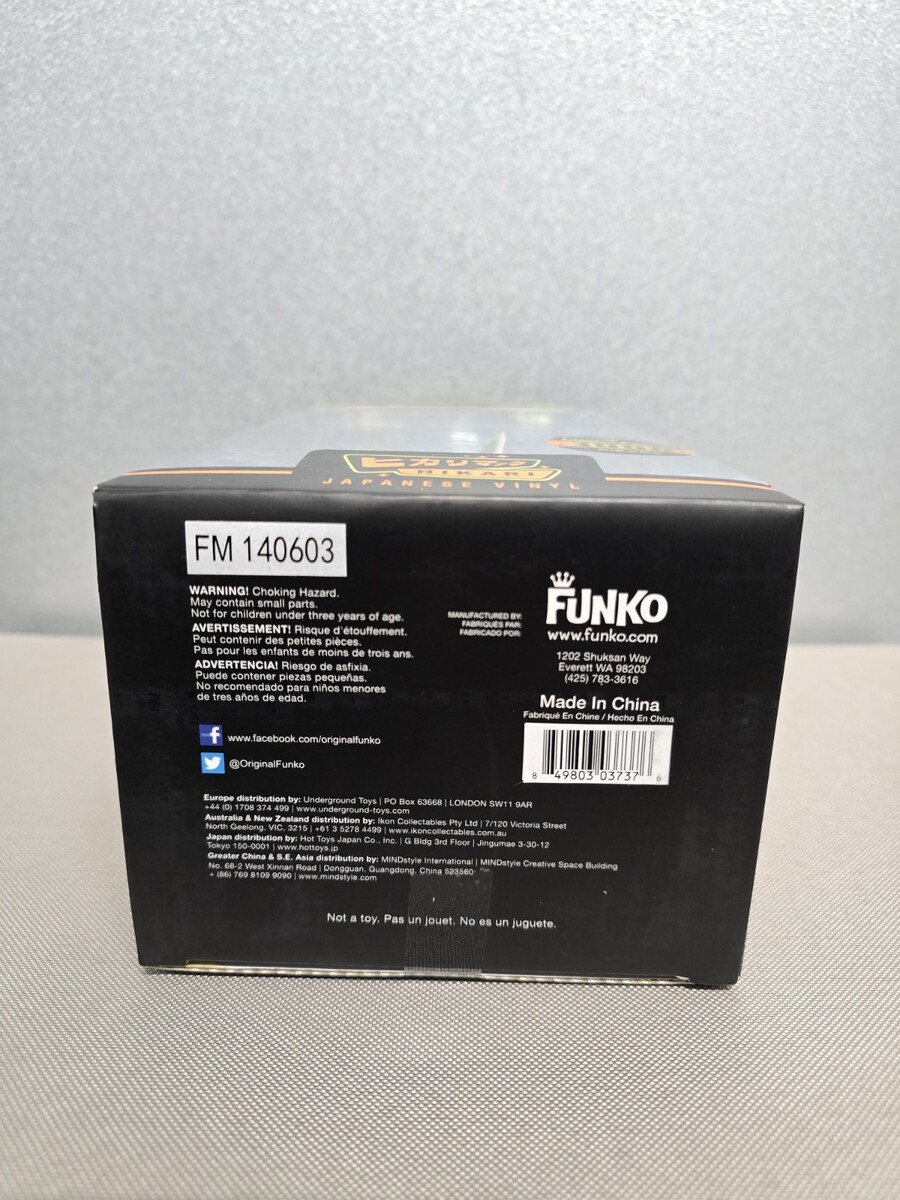 ヒカリマックス
HIKARI
JAPANESE VINYL
FM 140603
WARNING! Choking Hazard.
May contain small parts.
Not for children under three years of age.
AVERTISSEMENT! Risque d'étouffement.
Peut contenir des petites pièces.
Pas pour les enfants de moins de trois ans.
ADVERTENCIA! Riesgo de asfixia.
Puede contener piezas pequeñas.
No recomendado para niños menores
de tres años de edad.
MANUFACTURED BY:
FABRIQUÉS PAR:
FABRICADO POR:
FUNKO
www.funko.com
1202 Shuksan Way
Everett WA 98203
(425) 783-3616
Made In China
Fabriqué En Chine / Hecho En China
8 49803 03737 6
f www.facebook.com/originalfunko
@OriginalFunko
Europe distribution by: Underground Toys | PO Box 63668 | LONDON SW11 9AR
+44 (0) 1708 374 499 | www.underground-toys.com
Australia & New Zealand distribution by: Ikon Collectables Pty Ltd | 7/120 Victoria Street
North Geelong, VIC, 3215 | +61 3 5278 4499 | www.ikoncollectables.com.au
Japan distribution by: Hot Toys Japan Co., Inc. | G Bldg 3rd Floor | Jingumae 3-30-12
Tokyo 150-0001 | www.hottoys.jp
Greater China & S.E. Asia distribution by: MINDstyle International | MINDstyle Creative Space Building
No. 68-2 West Xinnan Road | Dongguan, Guangdong, China 523560
+ (86) 769 8109 9090 | www.mindstyle.com
Not a toy. Pas un jouet. No es un juguete.